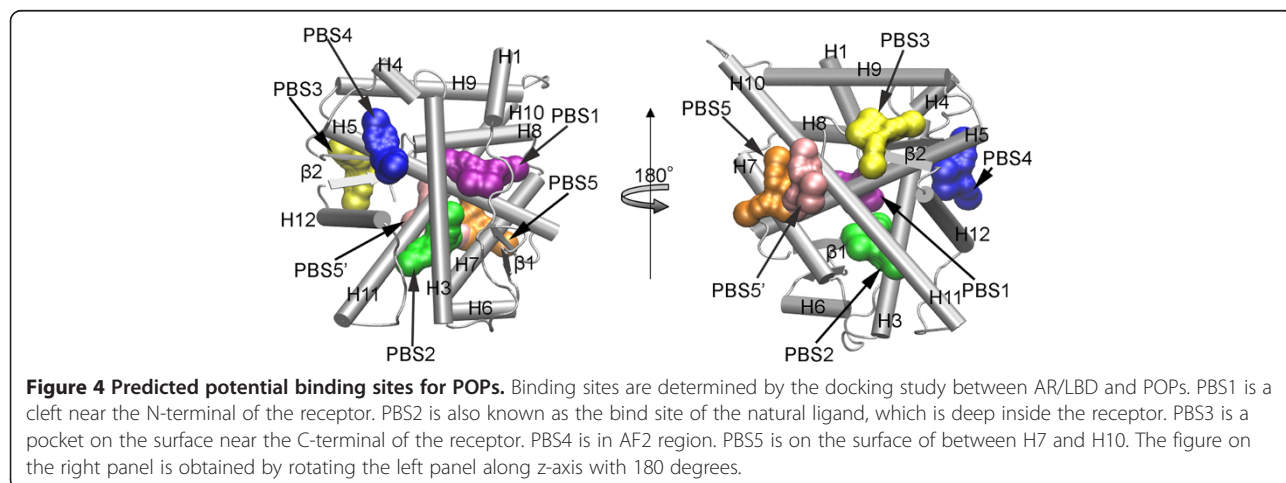 PBS4
H4
H1
H9
PBS3
H10
H5
H8
PBS1
β2
PBS5
H12
PBS5’
H7
β1
H11
H3
H6
PBS2
180°
H1
PBS3
H10
H9
H4
PBS5
H8
H5
β2
PBS4
H7
H12
β1
PBS5’
PBS1
H11
H6
H3
PBS2
Figure 4 Predicted potential binding sites for POPs. Binding sites are determined by the docking study between AR/LBD and POPs. PBS1 is a
cleft near the N-terminal of the receptor. PBS2 is also known as the bind site of the natural ligand, which is deep inside the receptor. PBS3 is a
pocket on the surface near the C-terminal of the receptor. PBS4 is in AF2 region. PBS5 is on the surface of between H7 and H10. The figure on
the right panel is obtained by rotating the left panel along z-axis with 180 degrees.